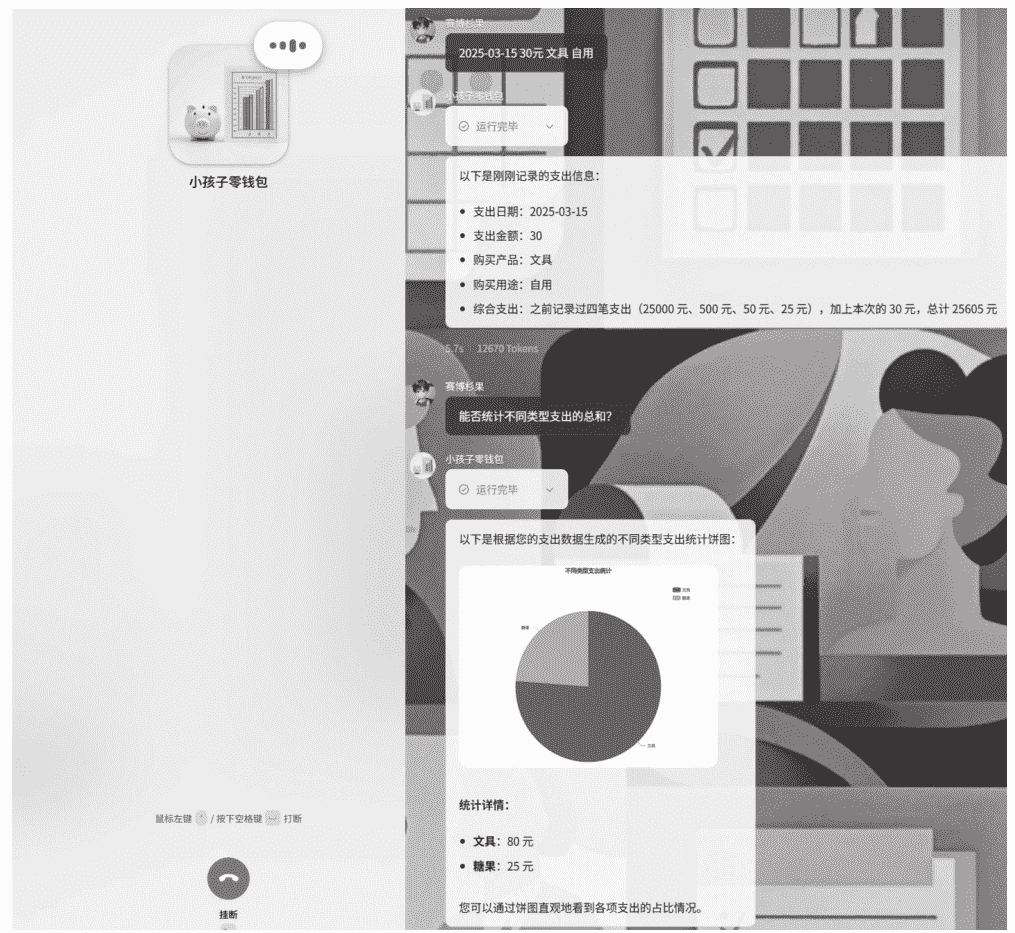 小孩子零钱包
鼠标左键 / 按下空格键 打断
挂断
赛博杉果
2025-03-15 30元 文具 自用
小孩子零钱包
运行完毕
以下是刚刚记录的支出信息：
支出日期：2025-03-15
支出金额：30
购买产品：文具
购买用途：自用
综合支出：之前记录过四笔支出（25000 元、500 元、50 元、25 元），加上本次的 30 元，总计 25605 元
5.7s | 12670 Tokens
赛博杉果
能否统计不同类型支出的总和？
小孩子零钱包
运行完毕
以下是根据您的支出数据生成的不同类型支出统计饼图：
不同类型支出统计
文具
糖果
糖果
文具
统计详情：
文具：80 元
糖果：25 元
您可以通过饼图直观地看到各项支出的占比情况。